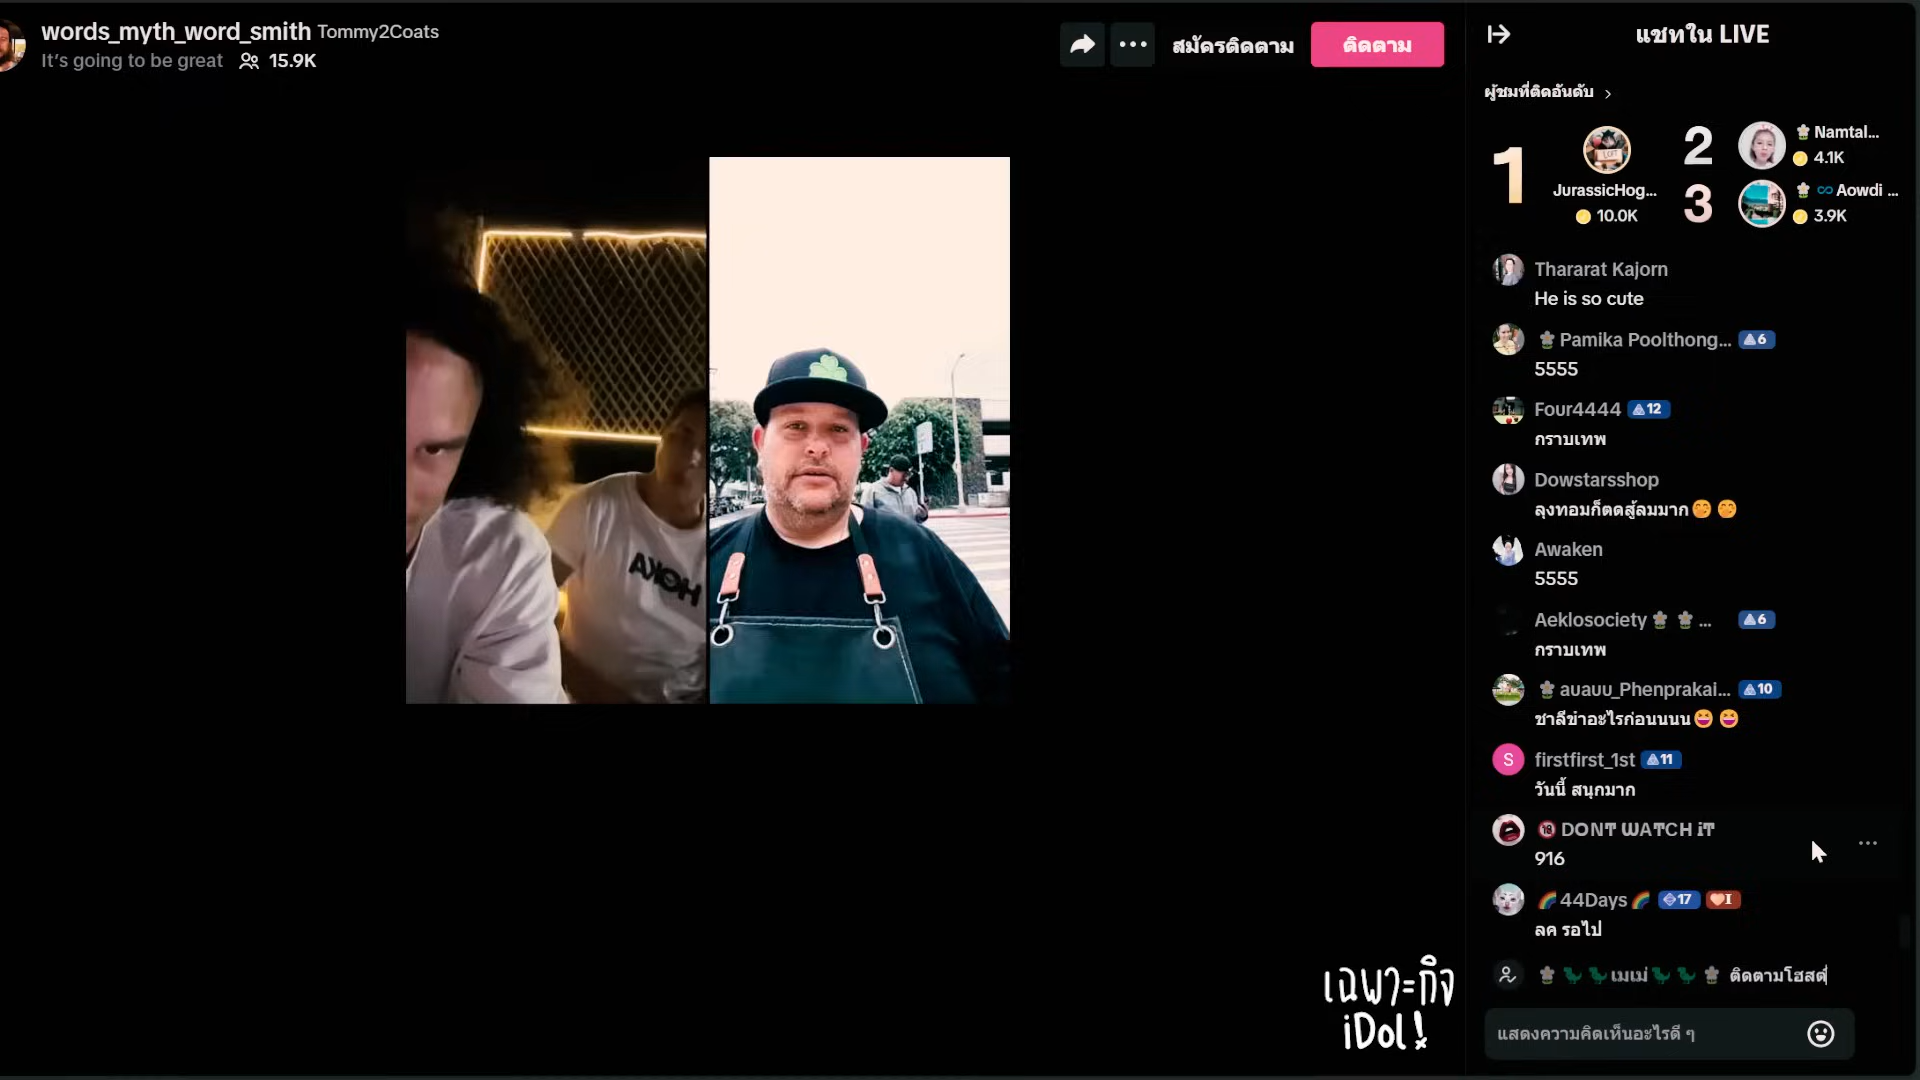 words_myth_word_smith Tommy2Coats
It's going to be great 15.9K
สมัครติดตาม
ติดตาม
แชทใน LIVE
ผู้ชมที่ติดอันดับ
1
JurassicHog...
10.0K
2
Namtal...
4.1K
3
Aowdi ...
3.9K
Thararat Kajorn
He is so cute
Pamika Poolthong... 6
5555
Four4444 12
กราบเทพ
Dowstarsshop
ลุงทอมก็ตดสู้ลมมาก🤭🤭
Awaken
5555
Aeklosociety ... 6
กราบเทพ
auauu_Phenprakai... 10
ชาลีขำอะไรก่อนนนน😆😆
S
firstfirst_1st 11
วันนี้ สนุกมาก
🔞 DONT WATCH iT
916
🌈44Days🌈 17 I
ลค รอไป
เมเม่ ติดตามโฮสต์
แสดงความคิดเห็นอะไรดี ๆ
HOKA
เฉพาะกิจ
iDol!